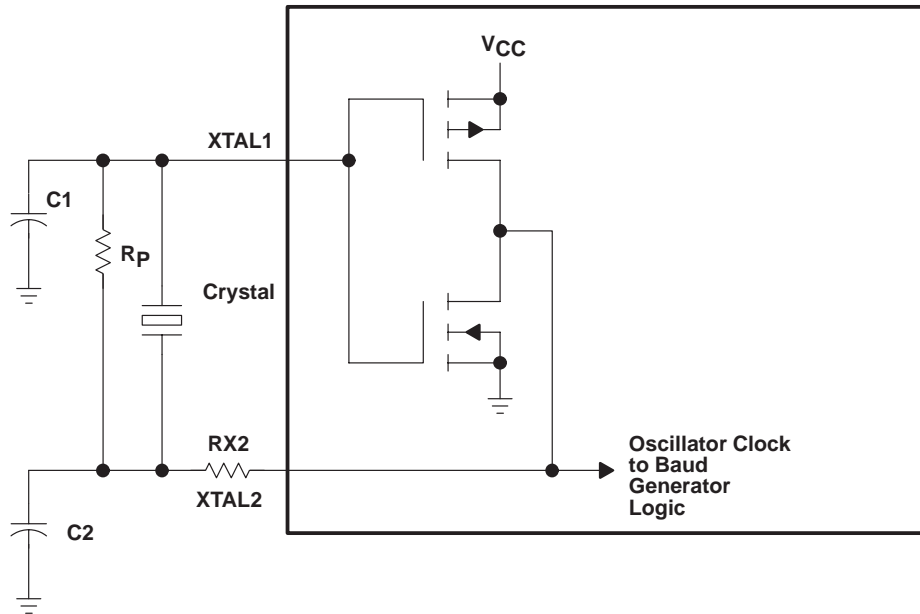 VCC
XTAL1
C1
RP
Crystal
RX2
XTAL2
C2
Oscillator Clock
to Baud
Generator
Logic